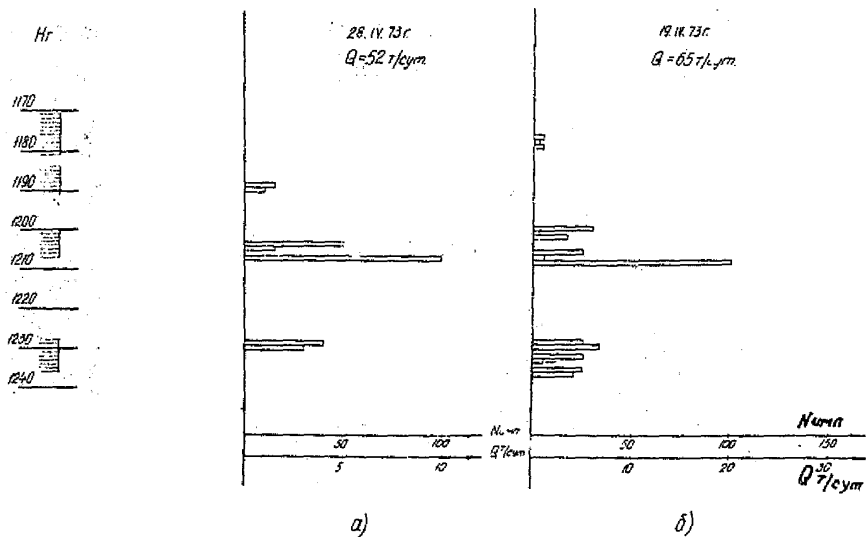 Нг
28.IV.73г.
Q=52 т/сут.
19.IV.73г.
Q=65 т/сут.
1170
1180
1190
1200
1210
1220
1230
1240
Nимп
50
100
Q т/сут
5
10
Nимп
50
100
150
Q т/сут
10
20
30
а)
б)